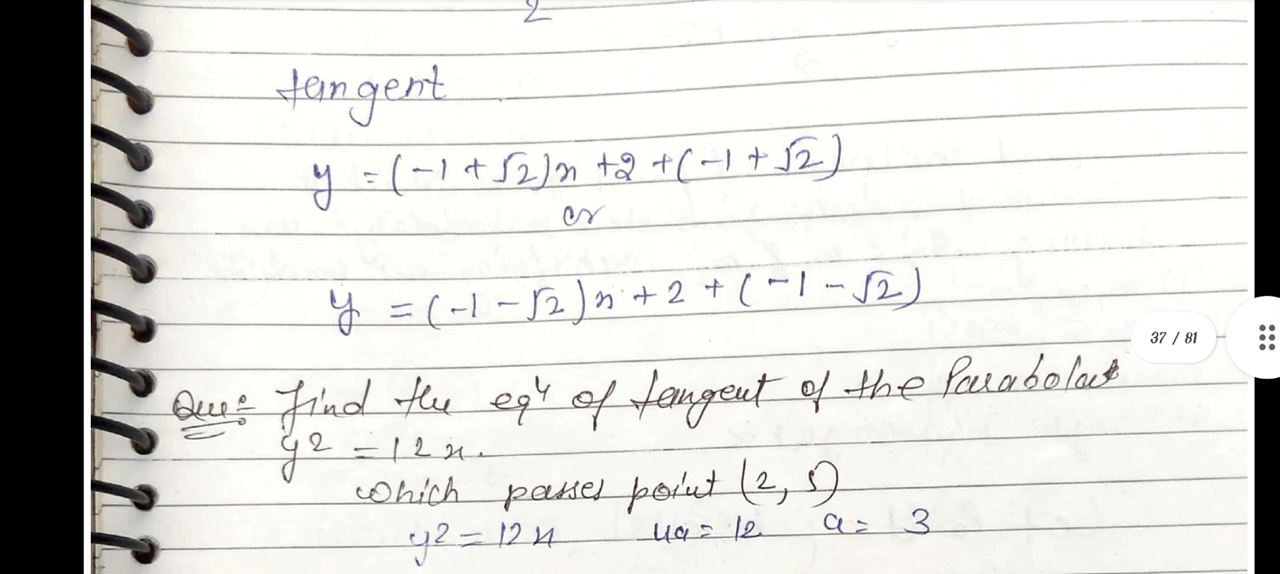 2
tangent
y = (-1 + √2)x + 2 + (-1 + √2)
or
y = (-1 - √2)x + 2 + (-1 - √2)
37 / 81
Que:- Find the eqn of tangent of the Parabola
y2 = 12x.
which passes point (2, 5)
y2 = 12x 4a = 12 a = 3